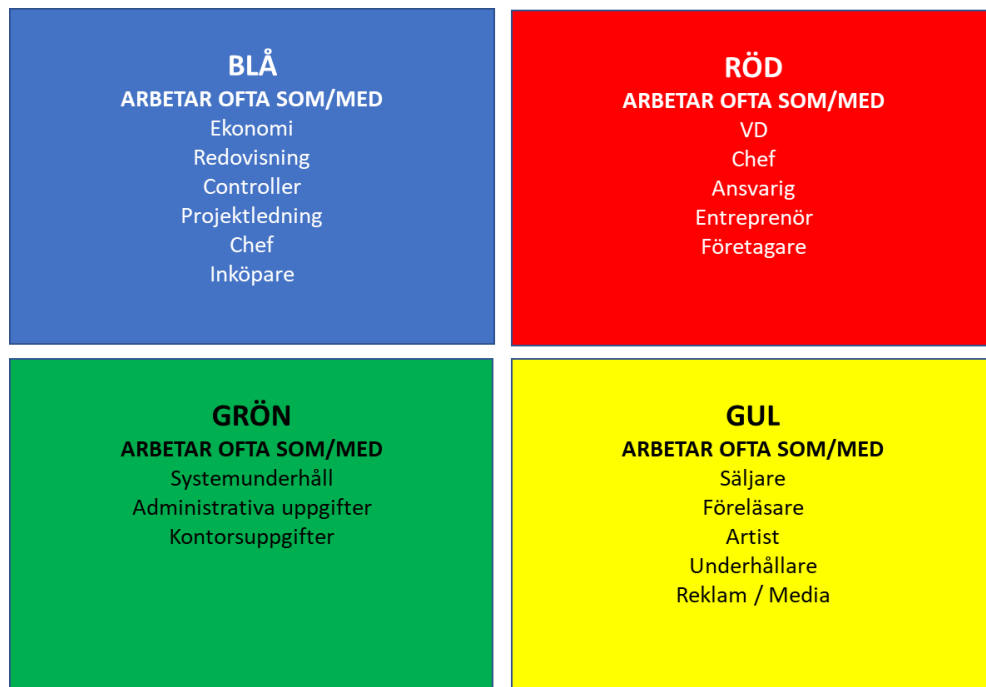 BLÅ
ARBETAR OFTA SOM/MED
Ekonomi
Redovisning
Controller
Projektledning
Chef
Inköpare
RÖD
ARBETAR OFTA SOM/MED
VD
Chef
Ansvarig
Entreprenör
Företagare
GRÖN
ARBETAR OFTA SOM/MED
Systemunderhåll
Administrativa uppgifter
Kontorsuppgifter
GUL
ARBETAR OFTA SOM/MED
Säljare
Föreläsare
Artist
Underhållare
Reklam / Media